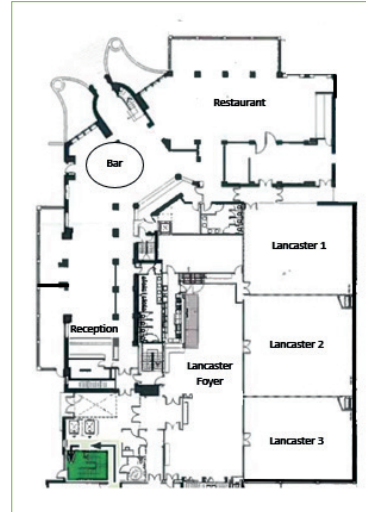 Restaurant
Bar
Lancaster 1
Reception
Lancaster 2
Lancaster
Foyer
Lancaster 3